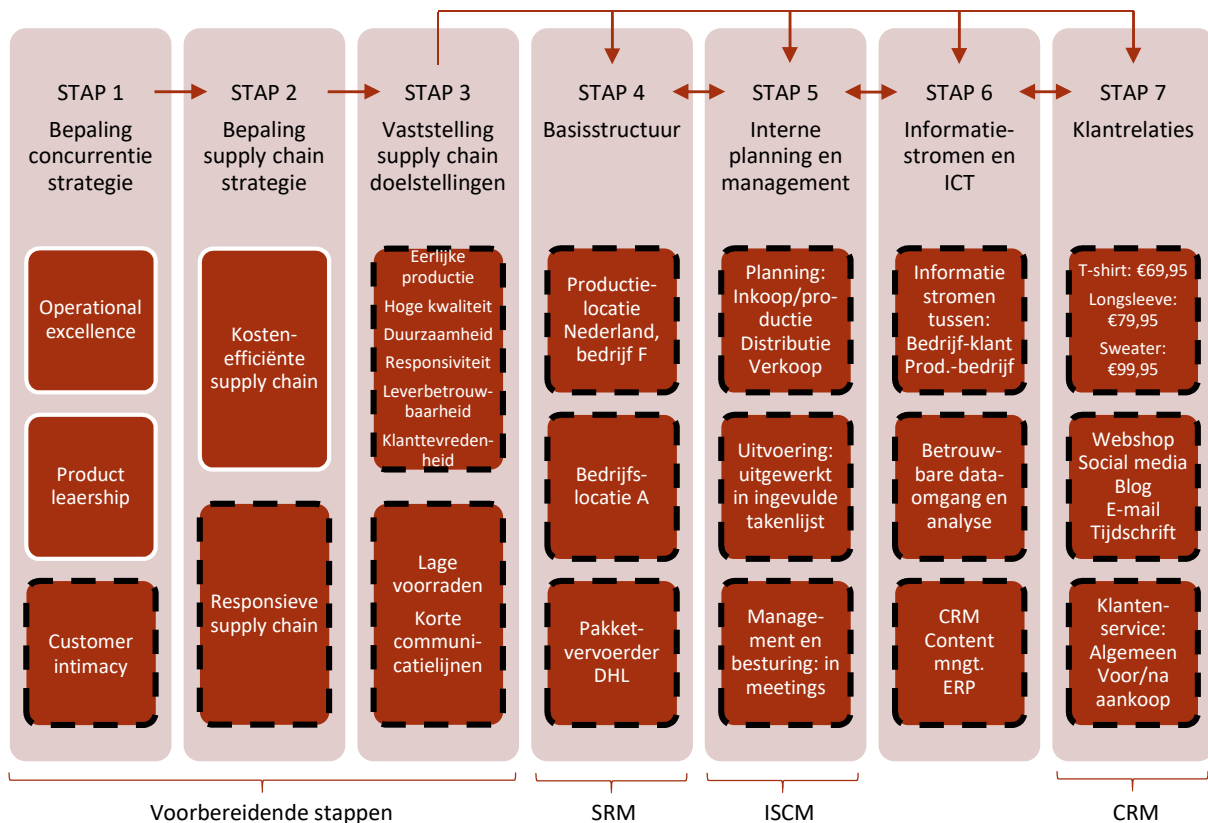 STAP 1
Bepaling
concurrentie
strategie
Operational
excellence
Product
leaership
Customer
intimacy
STAP 2
Bepaling
supply chain
strategie
Kosten-
efficiënte
supply chain
Responsieve
supply chain
STAP 3
Vaststelling
supply chain
doelstellingen
Eerlijke
productie
Hoge kwaliteit
Duurzaamheid
Responsiviteit
Leverbetrouw-
baarheid
Klanttevreden-
heid
Lage
voorraden
Korte
communi-
catielijnen
STAP 4
Basisstructuur
Productie-
locatie
Nederland,
bedrijf F
Bedrijfs-
locatie A
Pakket-
vervoerder
DHL
STAP 5
Interne
planning en
management
Planning:
Inkoop/pro-
ductie
Distributie
Verkoop
Uitvoering:
uitgewerkt
in ingevulde
takenlijst
Manage-
ment en
besturing: in
meetings
STAP 6
Informatie-
stromen en
ICT
Informatie
stromen
tussen:
Bedrijf-klant
Prod.-bedrijf
Betrouw-
bare data-
omgang en
analyse
CRM
Content
mngt.
ERP
STAP 7
Klantrelaties
T-shirt: €69,95
Longsleeve:
€79,95
Sweater:
€99,95
Webshop
Social media
Blog
E-mail
Tijdschrift
Klanten-
service:
Algemeen
Voor/na
aankoop
Voorbereidende stappen
SRM
ISCM
CRM